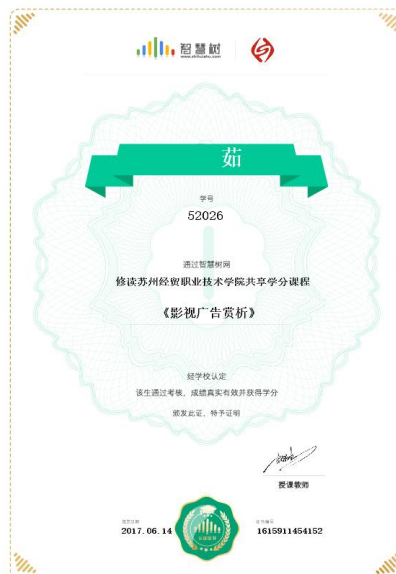 智慧树
www.zhihuishu.com
茹
学号
52026
通过智慧树网
修读苏州经贸职业技术学院共享学分课程
《影视广告赏析》
经学校认定
该生通过考核，成绩真实有效并获得学分
颁发此证，特予证明
授课教师
2017.06.14
证书编号
1615911454152